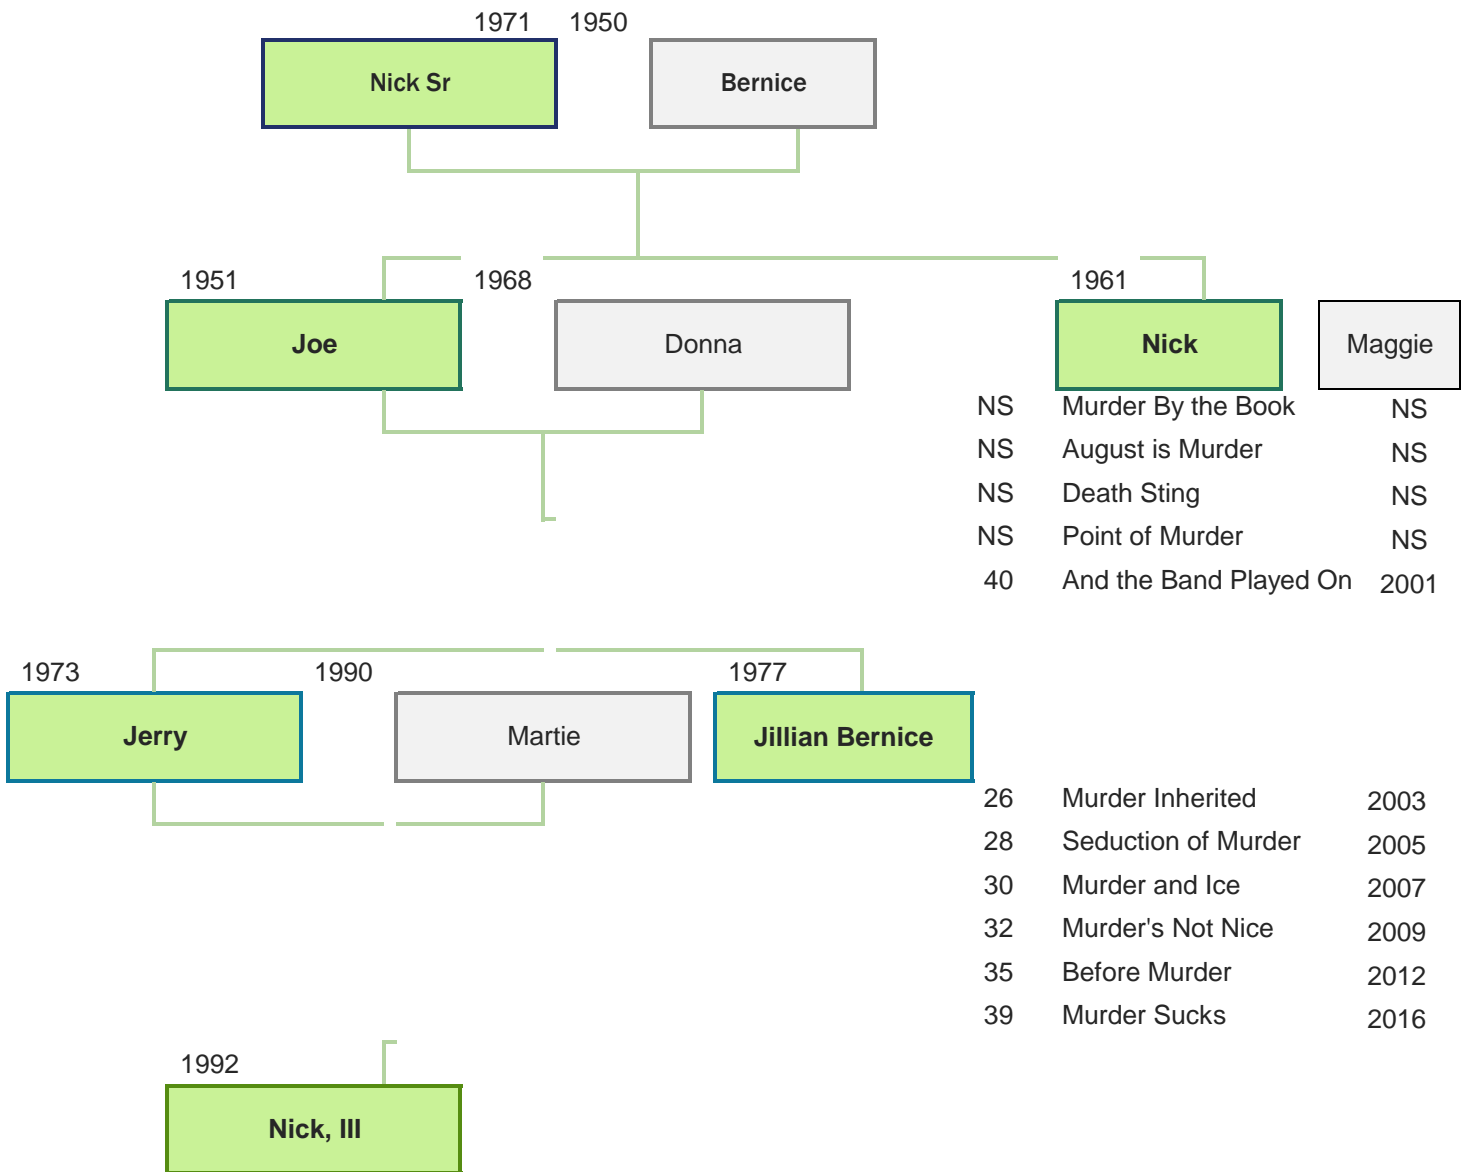 1971 1950
Nick Sr Bernice
1951 1968 1961
Joe Donna Nick Maggie
NS Murder By the Book NS
NS August is Murder NS
NS Death Sting NS
NS Point of Murder NS
40 And the Band Played On 2001
1973 1990 1977
Jerry Martie Jillian Bernice
26 Murder Inherited 2003
28 Seduction of Murder 2005
30 Murder and Ice 2007
32 Murder's Not Nice 2009
35 Before Murder 2012
39 Murder Sucks 2016
1992
Nick, III